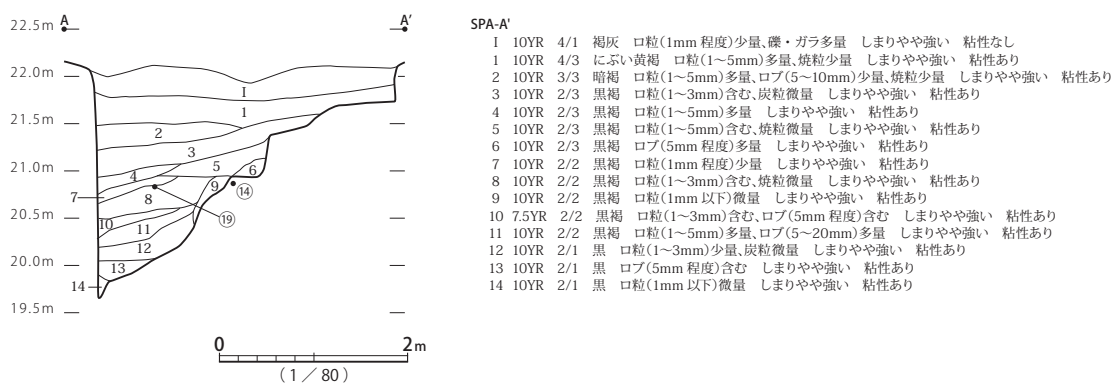 22.5m A A'
22.0m
21.5m
21.0m
20.5m
20.0m
19.5m
I
1
2
3
4
5
6
7
8
9
⑭
⑲
10
11
12
13
14
0 2m
(1/80)
SPA-A'
I 10YR 4/1 褐灰 ロ粒(1mm程度)少量、礫・ガラ多量 しまりやや強い 粘性なし
1 10YR 4/3 にぶい黄褐 ロ粒(1~5mm)多量、焼粒少量 しまりやや強い 粘性あり
2 10YR 3/3 暗褐 ロ粒(1~5mm)多量、ロブ(5~10mm)少量、焼粒少量 しまりやや強い 粘性あり
3 10YR 2/3 黒褐 ロ粒(1~3mm)含む、炭粒微量 しまりやや強い 粘性あり
4 10YR 2/3 黒褐 ロ粒(1~5mm)多量 しまりやや強い 粘性あり
5 10YR 2/3 黒褐 ロ粒(1~5mm)含む、焼粒微量 しまりやや強い 粘性あり
6 10YR 2/3 黒褐 ロブ(5mm程度)多量 しまりやや強い 粘性あり
7 10YR 2/2 黒褐 ロ粒(1mm程度)少量 しまりやや強い 粘性あり
8 10YR 2/2 黒褐 ロ粒(1~3mm)含む、焼粒微量 しまりやや強い 粘性あり
9 10YR 2/2 黒褐 ロ粒(1mm以下)微量 しまりやや強い 粘性あり
10 7.5YR 2/2 黒褐 ロ粒(1~3mm)含む、ロブ(5mm程度)含む しまりやや強い 粘性あり
11 10YR 2/2 黒褐 ロ粒(1~5mm)多量、ロブ(5~20mm)多量 しまりやや強い 粘性あり
12 10YR 2/1 黒 ロ粒(1~3mm)少量、炭粒微量 しまりやや強い 粘性あり
13 10YR 2/1 黒 ロブ(5mm程度)含む しまりやや強い 粘性あり
14 10YR 2/1 黒 ロ粒(1mm以下)微量 しまりやや強い 粘性あり